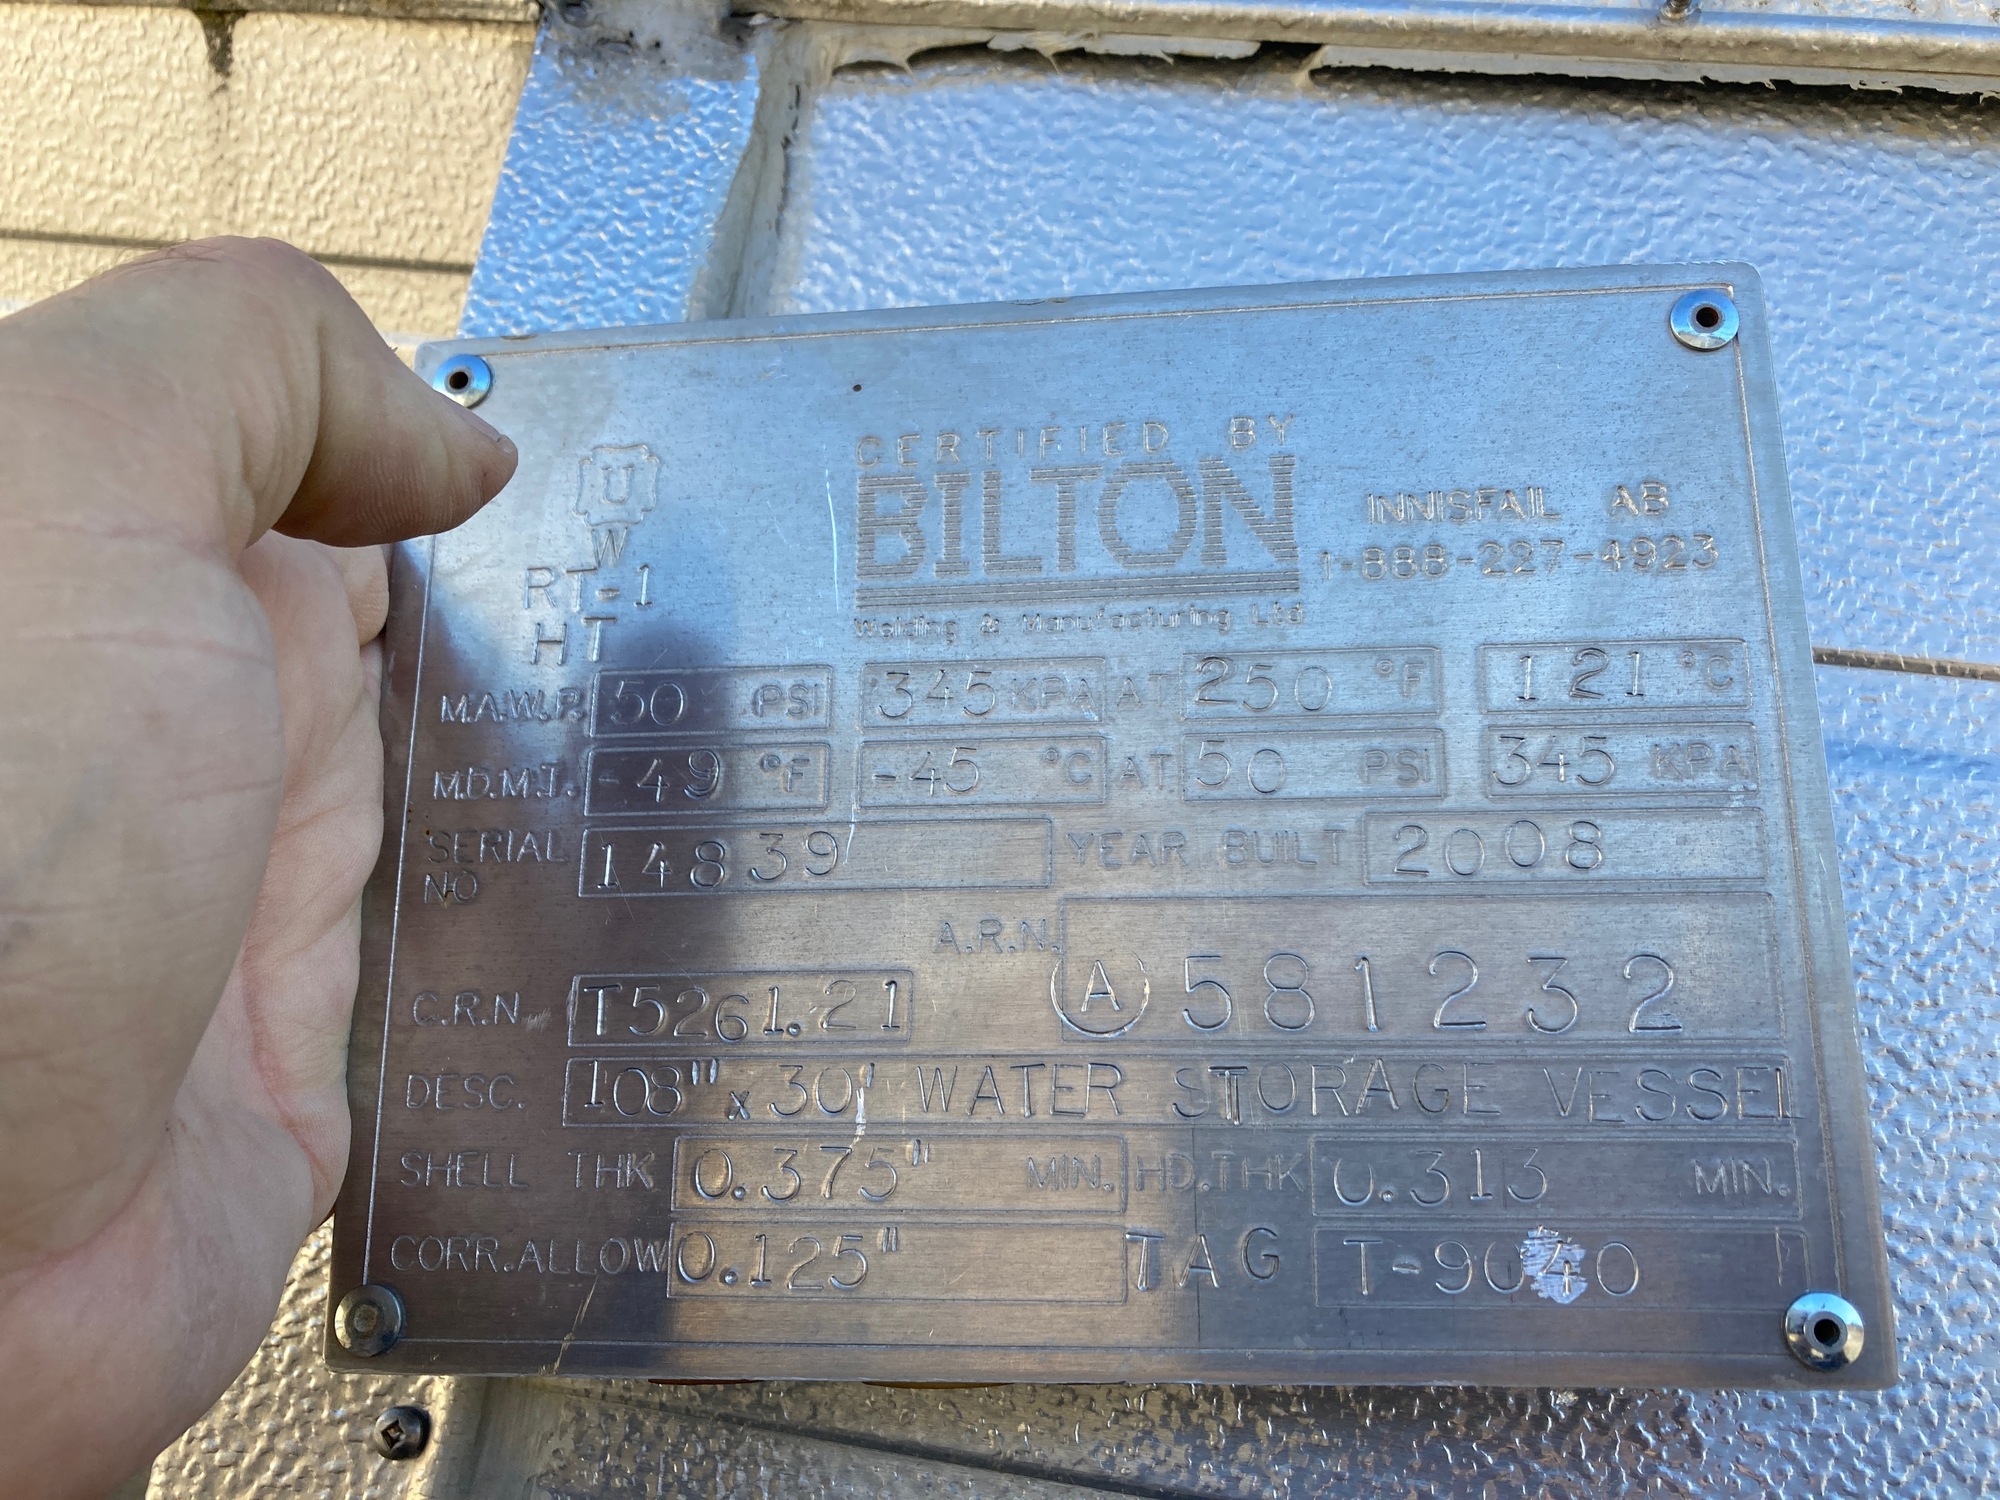 CERTIFIED BY
BILTON
Welding & Manufacturing Ltd
INNISFAIL AB
1-888-227-4923
U
W
RT-1
HT
M.A.W.P. 50 PSI 345 KPA AT 250 °F 121 °C
M.D.M.T. -49 °F -45 °C AT 50 PSI 345 KPA
SERIAL NO 14839 YEAR BUILT 2008
A.R.N. A 581232
C.R.N. T5261.21
DESC. 108" x 30' WATER STORAGE VESSEL
SHELL THK 0.375" MIN. HD.THK 0.313 MIN.
CORR.ALLOW 0.125" TAG T-9040